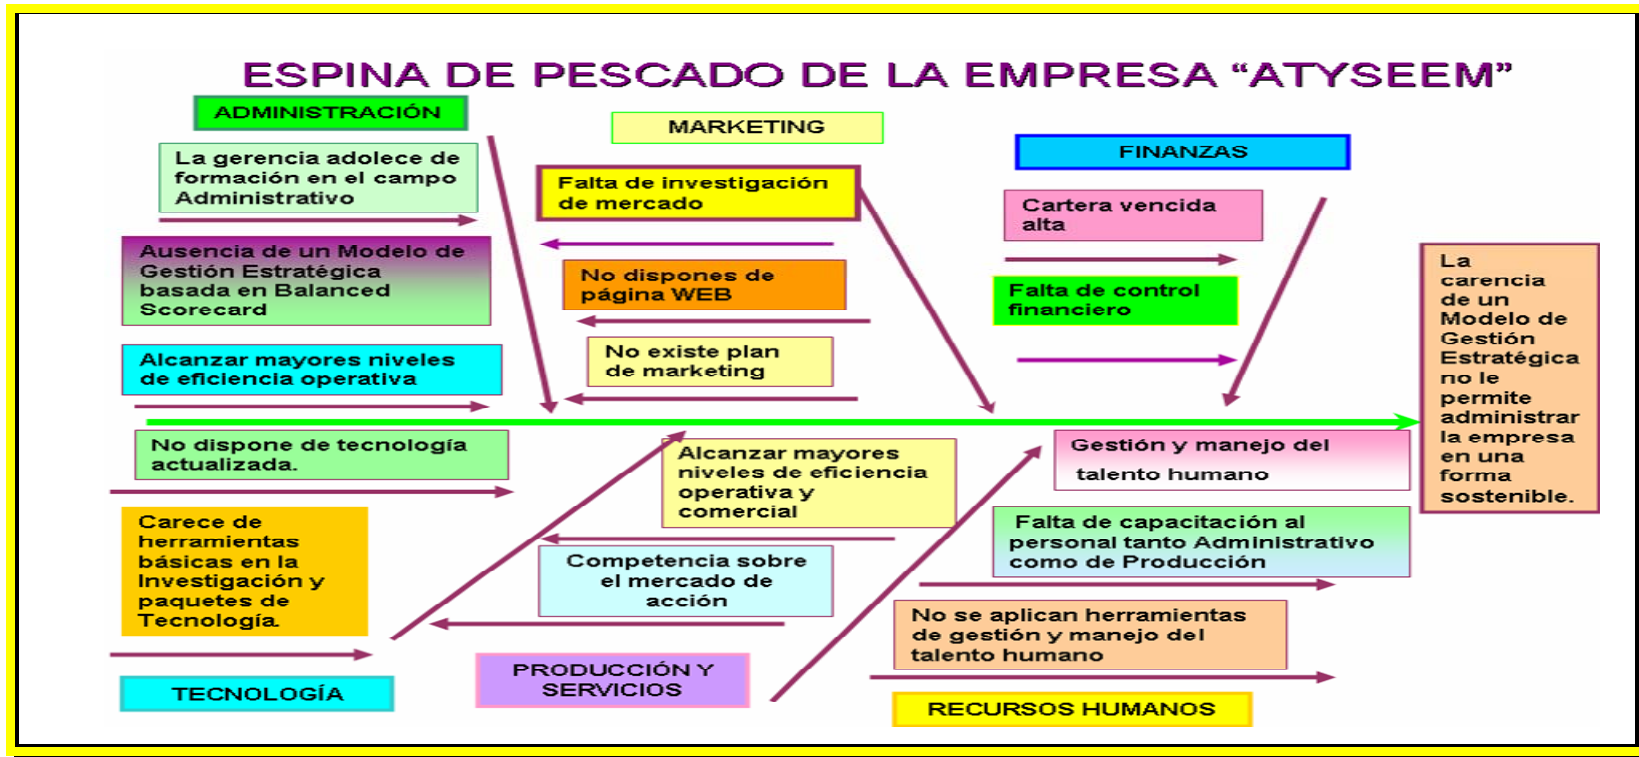 ESPINA DE PESCADO DE LA EMPRESA “ATYSEEM”
ADMINISTRACIÓN
La gerencia adolece de
formación en el campo
Administrativo
Ausencia de un Modelo de
Gestión Estratégica
basada en Balanced
Scorecard
Alcanzar mayores niveles
de eficiencia operativa
MARKETING
Falta de investigación
de mercado
No dispones de
página WEB
No existe plan
de marketing
FINANZAS
Cartera vencida
alta
Falta de control
financiero
La
carencia
de un
Modelo de
Gestión
Estratégica
no le
permite
administrar
la empresa
en una
forma
sostenible.
No dispone de tecnología
actualizada.
Carece de
herramientas
básicas en la
Investigación y
paquetes de
Tecnología.
TECNOLOGÍA
Alcanzar mayores
niveles de eficiencia
operativa y
comercial
Competencia sobre
el mercado de
acción
PRODUCCIÓN Y
SERVICIOS
Gestión y manejo del
talento humano
Falta de capacitación al
personal tanto Administrativo
como de Producción
No se aplican herramientas
de gestión y manejo del
talento humano
RECURSOS HUMANOS